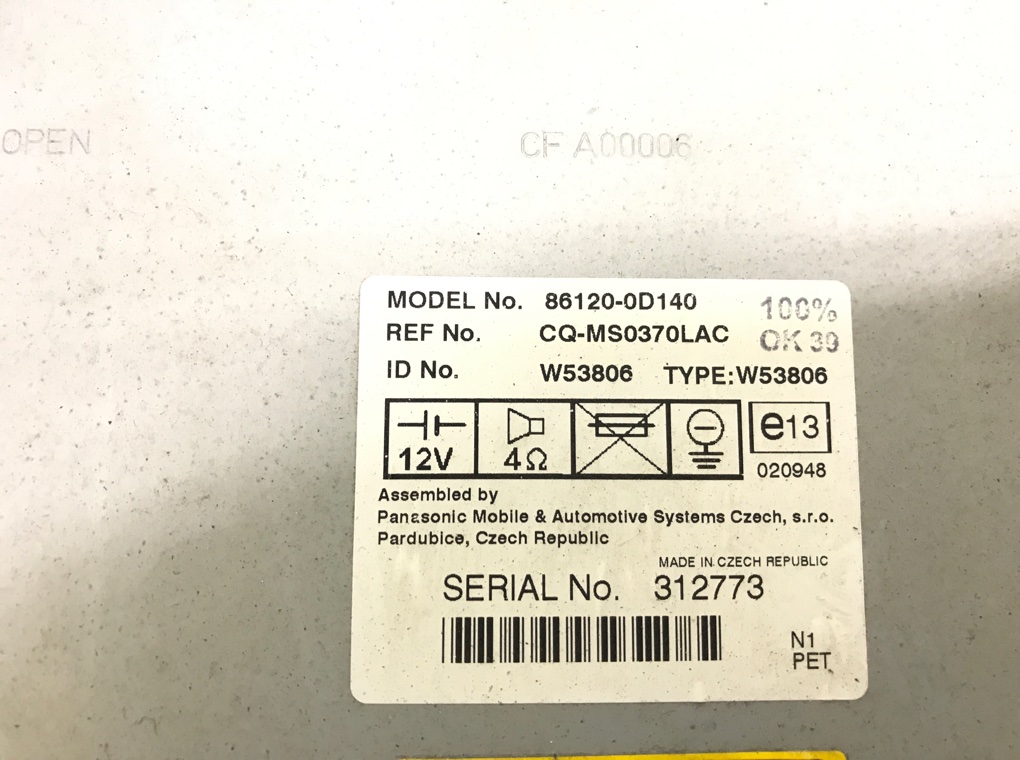 OPEN
CF A00006
MODEL No. 86120-0D140
100%
REF No. CQ-MS0370LAC
OK 39
ID No. W53806 TYPE:W53806
12V
4Ω
e13
020948
Assembled by
Panasonic Mobile & Automotive Systems Czech, s.r.o.
Pardubice, Czech Republic
MADE IN CZECH REPUBLIC
SERIAL No. 312773
N1
PET